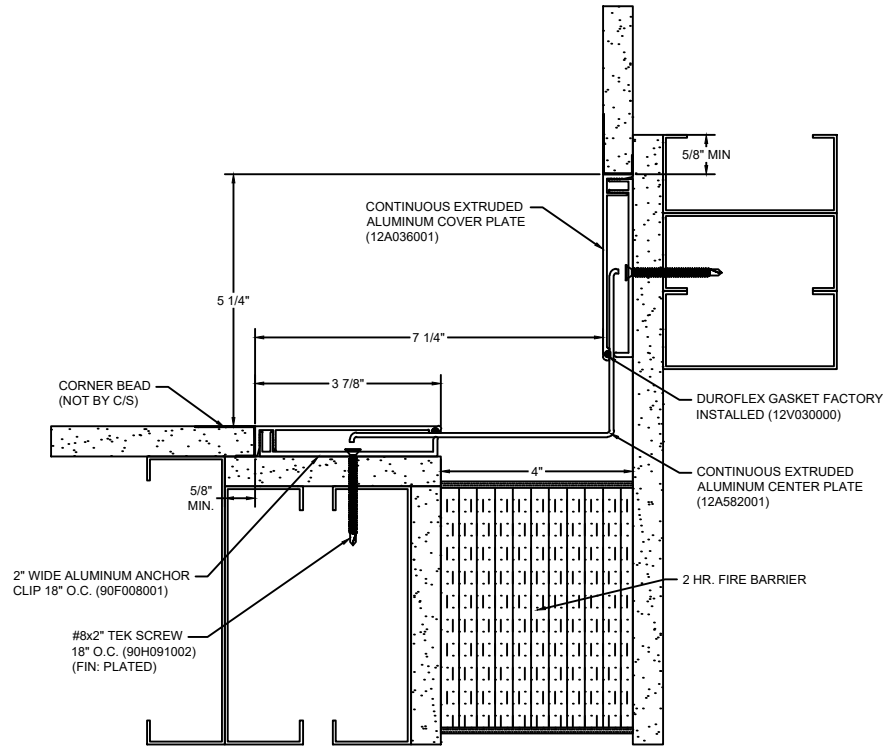 5/8" MIN
CONTINUOUS EXTRUDED
ALUMINUM COVER PLATE
(12A036001)
5 1/4"
7 1/4"
3 7/8"
CORNER BEAD
(NOT BY C/S)
DUROFLEX GASKET FACTORY
INSTALLED (12V030000)
CONTINUOUS EXTRUDED
ALUMINUM CENTER PLATE
(12A582001)
4"
5/8"
MIN.
2" WIDE ALUMINUM ANCHOR
CLIP 18" O.C. (90F008001)
2 HR. FIRE BARRIER
#8x2" TEK SCREW
18" O.C. (90H091002)
(FIN: PLATED)